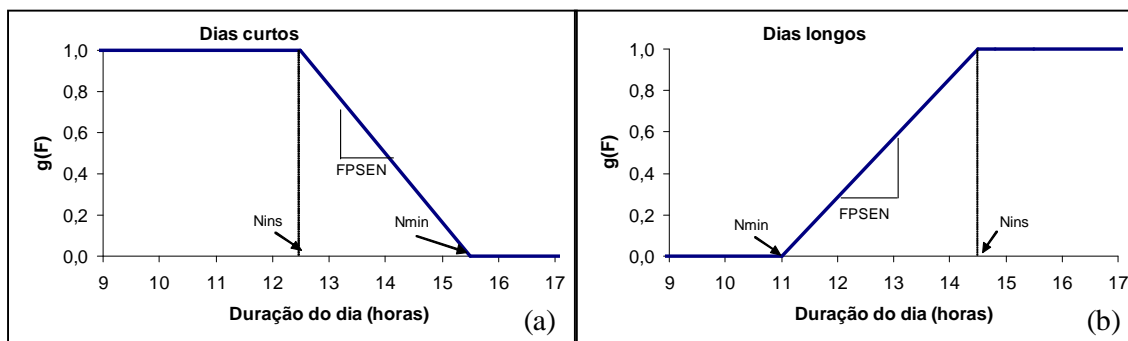 Dias curtos
g(F)
1,0
0,8
0,6
0,4
0,2
0,0
FPSEN
Nins
Nmin
9 10 11 12 13 14 15 16 17
Duração do dia (horas)
(a)
Dias longos
g(F)
1,0
0,8
0,6
0,4
0,2
0,0
FPSEN
Nmin
Nins
9 10 11 12 13 14 15 16 17
Duração do dia (horas)
(b)